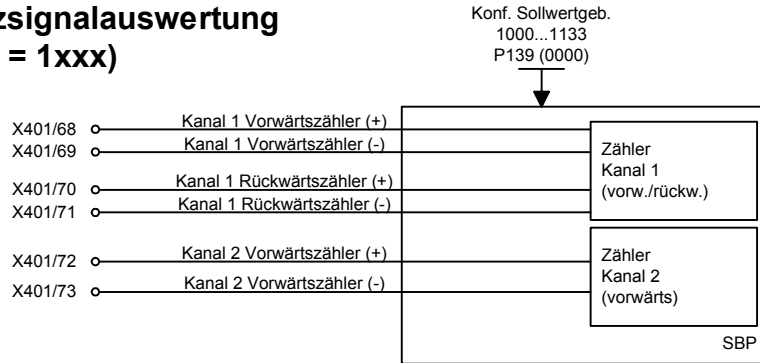 zsignalauswertung
= 1xxx)
Konf. Sollwertgeb.
1000...1133
P139 (0000)
X401/68 Kanal 1 Vorwärtszähler (+)
X401/69 Kanal 1 Vorwärtszähler (-)
X401/70 Kanal 1 Rückwärtszähler (+)
X401/71 Kanal 1 Rückwärtszähler (-)
Zähler
Kanal 1
(vorw./rückw.)
X401/72 Kanal 2 Vorwärtszähler (+)
X401/73 Kanal 2 Vorwärtszähler (-)
Zähler
Kanal 2
(vorwärts)
SBP